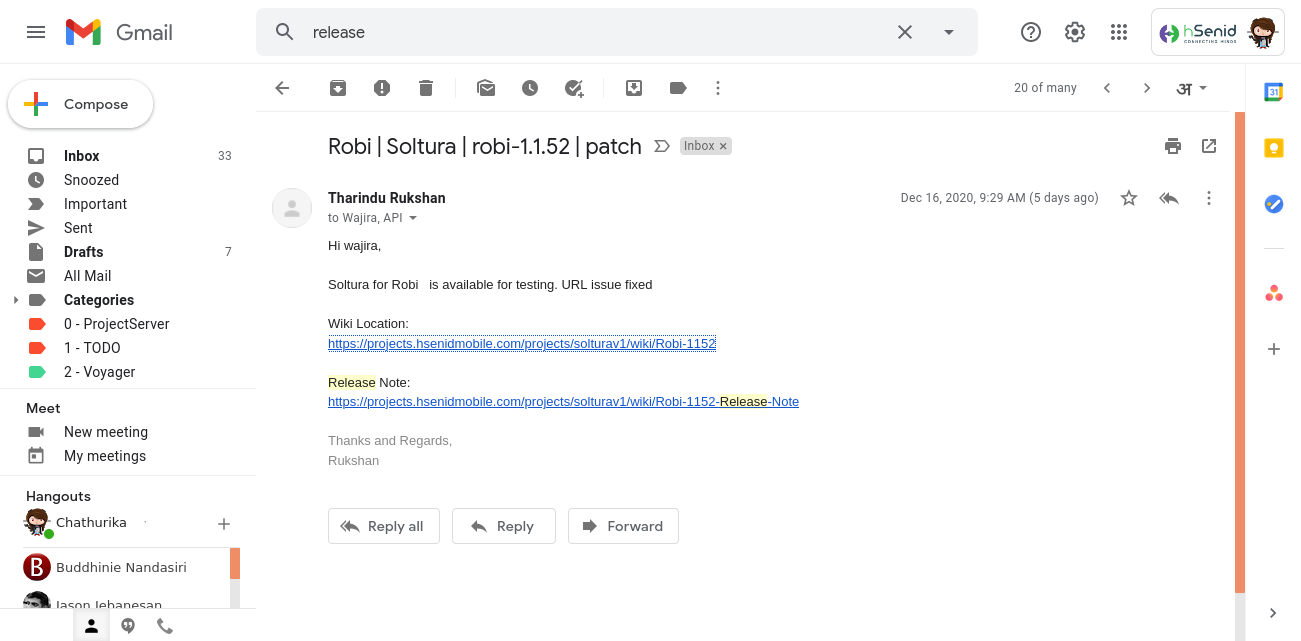 Gmail
release
hSenid
CONNECTING MINDS
Compose
20 of many
अ
Inbox 33
Snoozed
Important
Sent
Drafts 7
All Mail
Categories
0 - ProjectServer
1 - TODO
2 - Voyager
Meet
New meeting
My meetings
Hangouts
Chathurika
B
Buddhinie Nandasiri
Jason Jebanesan
Robi | Soltura | robi-1.1.52 | patch
Inbox ×
Tharindu Rukshan
Dec 16, 2020, 9:29 AM (5 days ago)
to Wajira, API
Hi wajira,
Soltura for Robi   is available for testing. URL issue fixed
Wiki Location:
https://projects.hsenidmobile.com/projects/solturav1/wiki/Robi-1152
Release Note:
https://projects.hsenidmobile.com/projects/solturav1/wiki/Robi-1152-Release-Note
Thanks and Regards,
Rukshan
Reply all
Reply
Forward
31